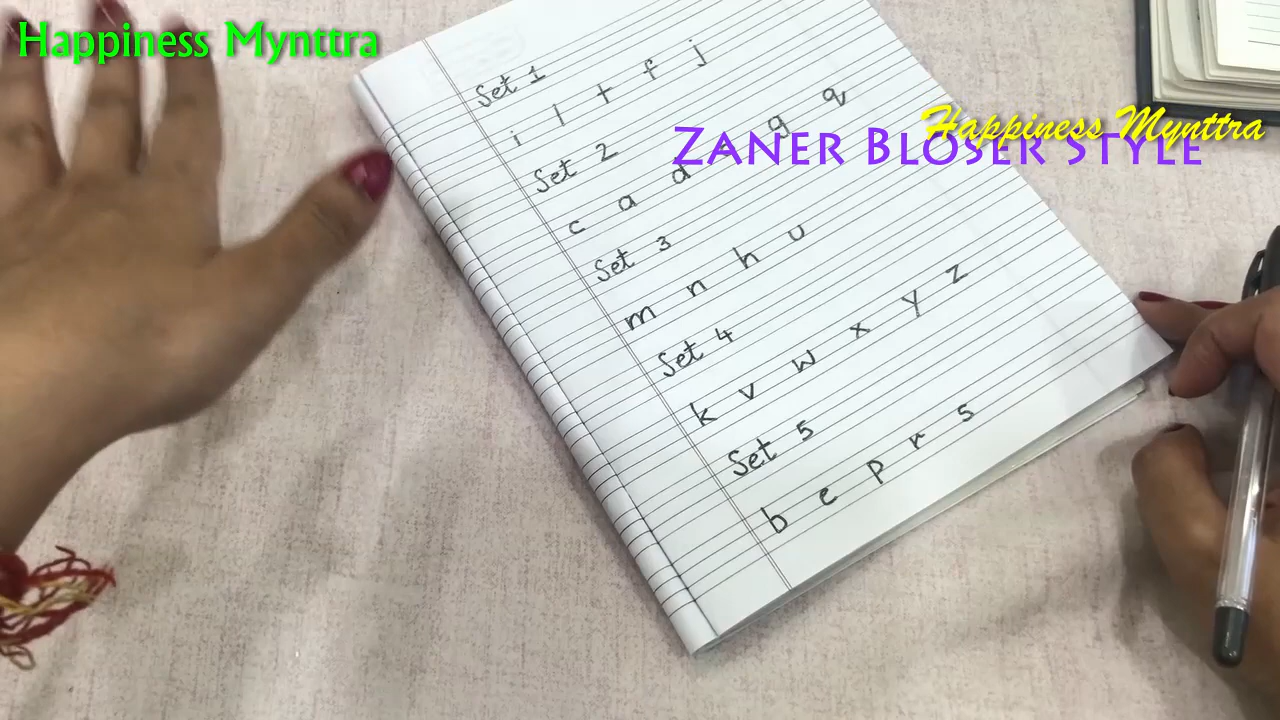 Happiness Mynttra
Happiness Mynttra
Zaner Bloser Style
Set 1
i l t f j
Set 2
c a d g q
Set 3
m n h u
Set 4
k v w x y z
Set 5
b e p r s